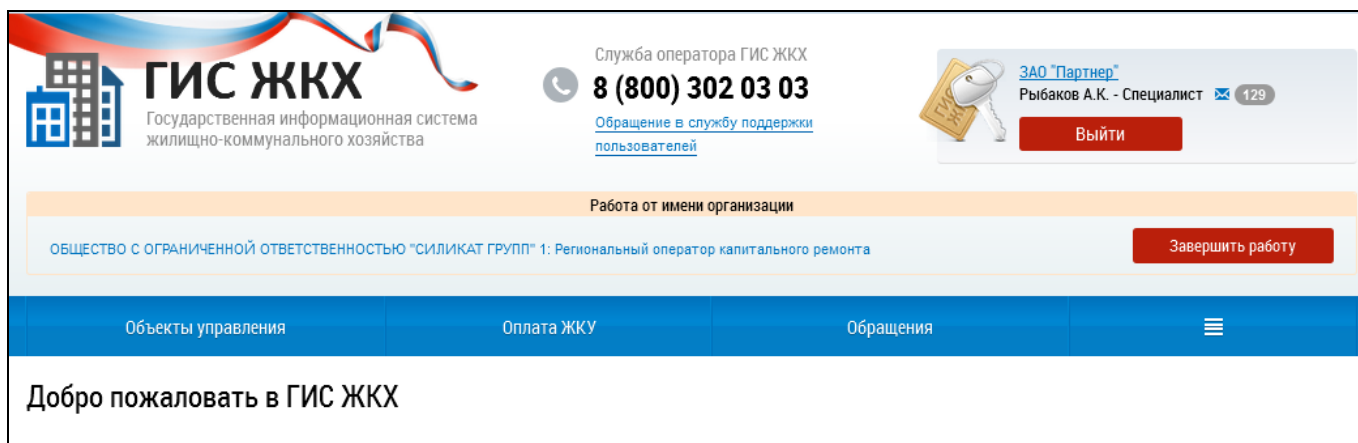 ГИС ЖКХ
Государственная информационная система
жилищно-коммунального хозяйства
Служба оператора ГИС ЖКХ
8 (800) 302 03 03
Обращение в службу поддержки
пользователей
ГИС
ЖКХ
ЗАО "Партнер"
Рыбаков А.К. - Специалист 129
Выйти
Работа от имени организации
ОБЩЕСТВО С ОГРАНИЧЕННОЙ ОТВЕТСТВЕННОСТЬЮ "СИЛИКАТ ГРУПП" 1: Региональный оператор капитального ремонта
Завершить работу
Объекты управления
Оплата ЖКУ
Обращения
Добро пожаловать в ГИС ЖКХ